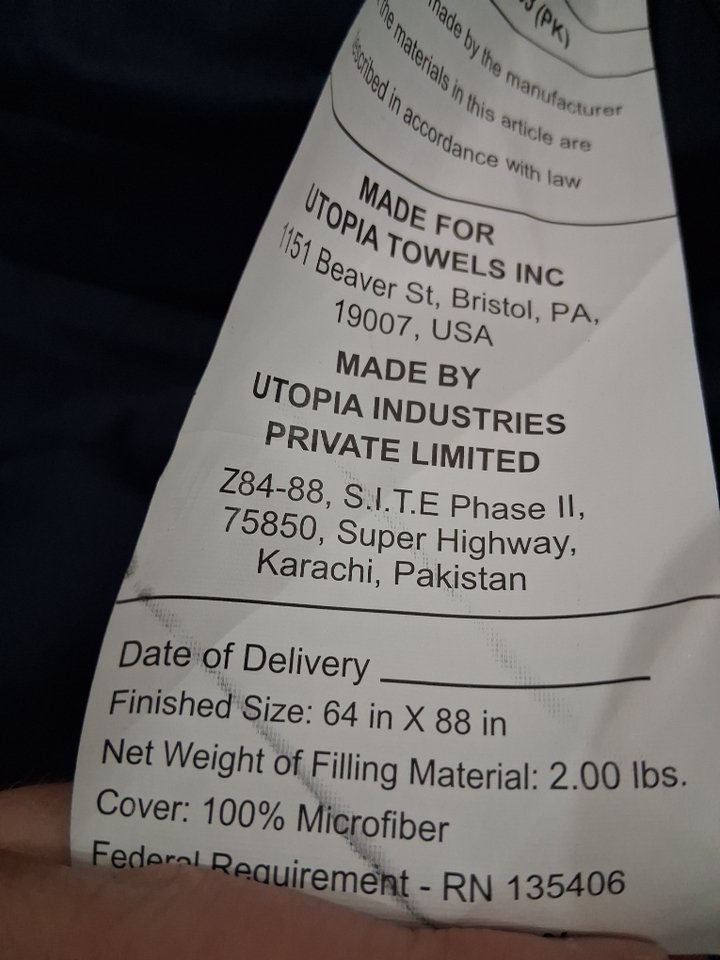 (PK)
made by the manufacturer
the materials in this article are
described in accordance with law
MADE FOR
UTOPIA TOWELS INC
1151 Beaver St, Bristol, PA,
19007, USA
MADE BY
UTOPIA INDUSTRIES
PRIVATE LIMITED
Z84-88, S.I.T.E Phase II,
75850, Super Highway,
Karachi, Pakistan
Date of Delivery
Finished Size: 64 in X 88 in
Net Weight of Filling Material: 2.00 lbs.
Cover: 100% Microfiber
Federal Requirement - RN 135406